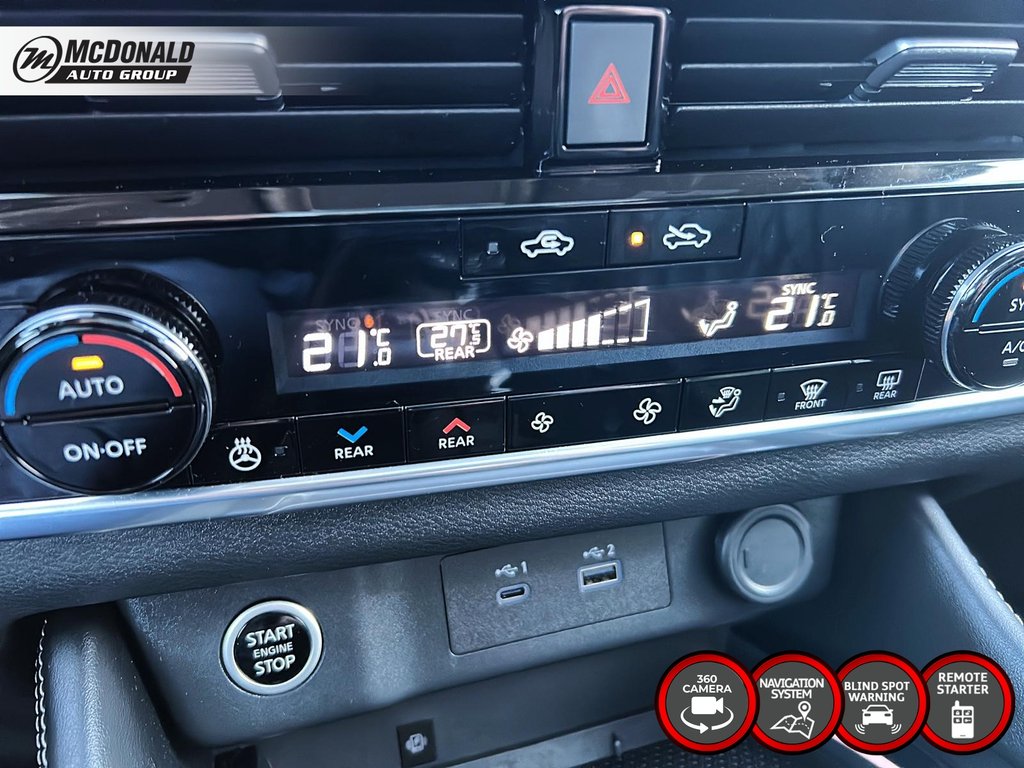 McDONALD
AUTO GROUP
SYNC
SYNC
SYNC
21.0°C
27°C
REAR
21.0°C
AUTO
ON·OFF
REAR
REAR
FRONT
REAR
A/C
1
2
START
ENGINE
STOP
360
CAMERA
NAVIGATION
SYSTEM
BLIND SPOT
WARNING
REMOTE
STARTER